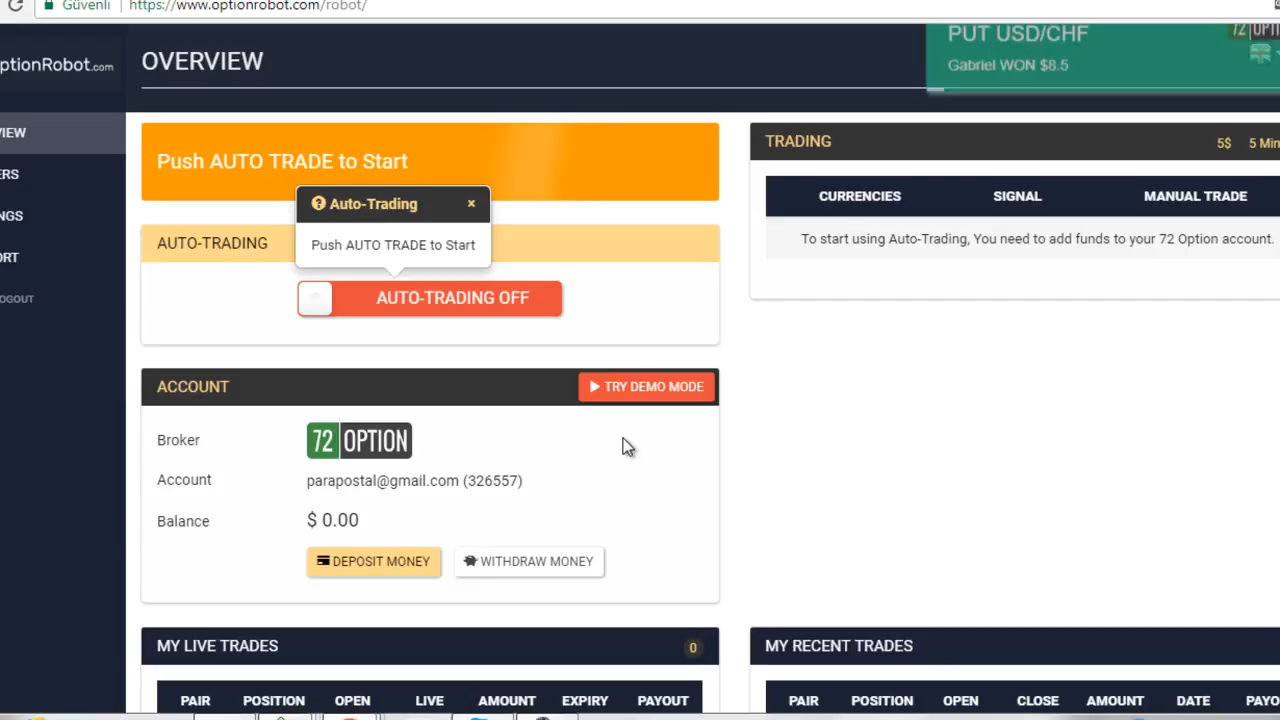 Güvenli https://www.optionrobot.com/robot/
ptionRobot.com
OVERVIEW
PUT USD/CHF
72 OPTI
Gabriel WON $8.5
IEW
ERS
NGS
ORT
OGOUT
Push AUTO TRADE to Start
Auto-Trading ×
Push AUTO TRADE to Start
AUTO-TRADING
AUTO-TRADING OFF
ACCOUNT
TRY DEMO MODE
Broker 72 OPTION
Account parapostal@gmail.com (326557)
Balance $ 0.00
DEPOSIT MONEY WITHDRAW MONEY
TRADING 5$ 5 Min
CURRENCIES SIGNAL MANUAL TRADE
To start using Auto-Trading, You need to add funds to your 72 Option account.
MY LIVE TRADES 0
PAIR POSITION OPEN LIVE AMOUNT EXPIRY PAYOUT
MY RECENT TRADES
PAIR POSITION OPEN CLOSE AMOUNT DATE PAYO